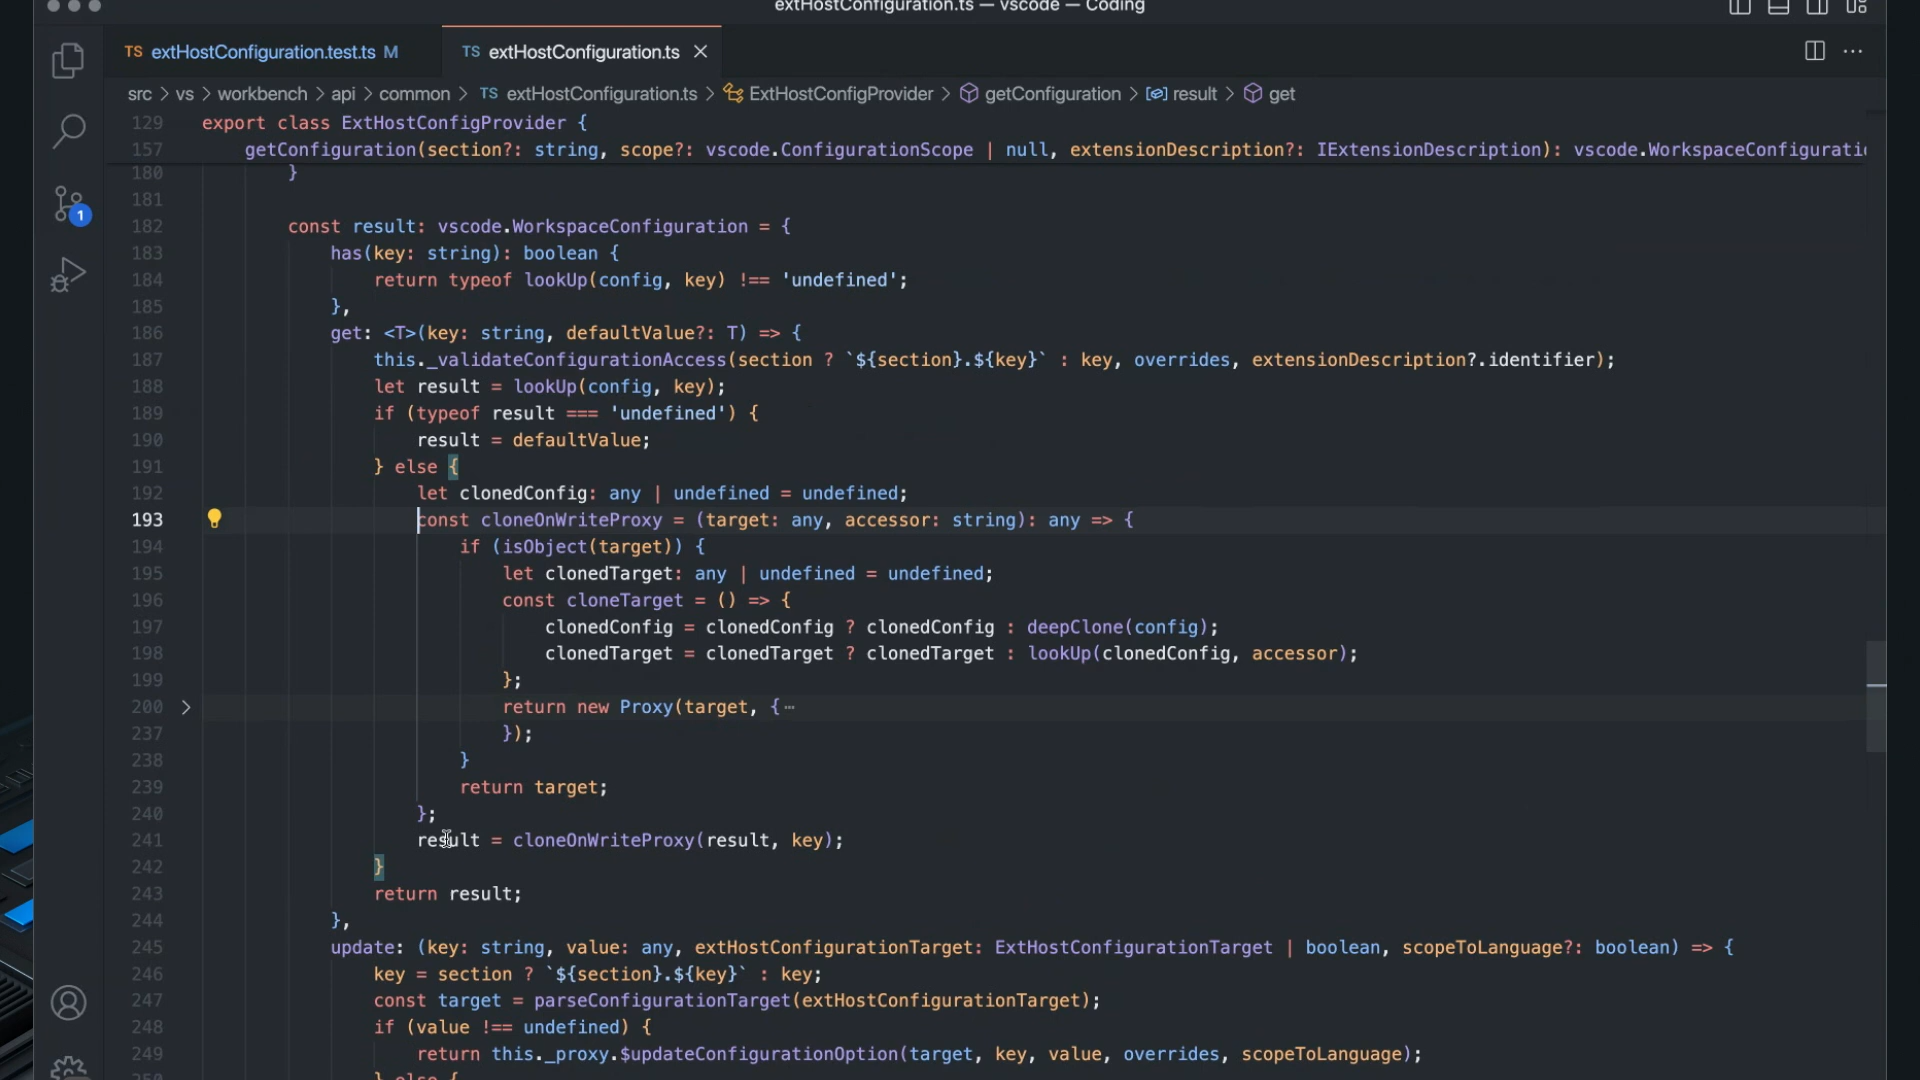 extHostConfiguration.ts — vscode — Coding
TS extHostConfiguration.test.ts M
TS extHostConfiguration.ts
src > vs > workbench > api > common > TS extHostConfiguration.ts > ExtHostConfigProvider > getConfiguration > result > get
129 export class ExtHostConfigProvider {
157 getConfiguration(section?: string, scope?: vscode.ConfigurationScope | null, extensionDescription?: IExtensionDescription): vscode.WorkspaceConfigurati
180 }
181
182 const result: vscode.WorkspaceConfiguration = {
183 has(key: string): boolean {
184 return typeof lookUp(config, key) !== 'undefined';
185 },
186 get: <T>(key: string, defaultValue?: T) => {
187 this._validateConfigurationAccess(section ? `${section}.${key}` : key, overrides, extensionDescription?.identifier);
188 let result = lookUp(config, key);
189 if (typeof result === 'undefined') {
190 result = defaultValue;
191 } else {
192 let clonedConfig: any | undefined = undefined;
193 const cloneOnWriteProxy = (target: any, accessor: string): any => {
194 if (isObject(target)) {
195 let clonedTarget: any | undefined = undefined;
196 const cloneTarget = () => {
197 clonedConfig = clonedConfig ? clonedConfig : deepClone(config);
198 clonedTarget = clonedTarget ? clonedTarget : lookUp(clonedConfig, accessor);
199 };
200 return new Proxy(target, {⋯
237 });
238 }
239 return target;
240 };
241 result = cloneOnWriteProxy(result, key);
242 }
243 return result;
244 },
245 update: (key: string, value: any, extHostConfigurationTarget: ExtHostConfigurationTarget | boolean, scopeToLanguage?: boolean) => {
246 key = section ? `${section}.${key}` : key;
247 const target = parseConfigurationTarget(extHostConfigurationTarget);
248 if (value !== undefined) {
249 return this._proxy.$updateConfigurationOption(target, key, value, overrides, scopeToLanguage);
250 } else {
1